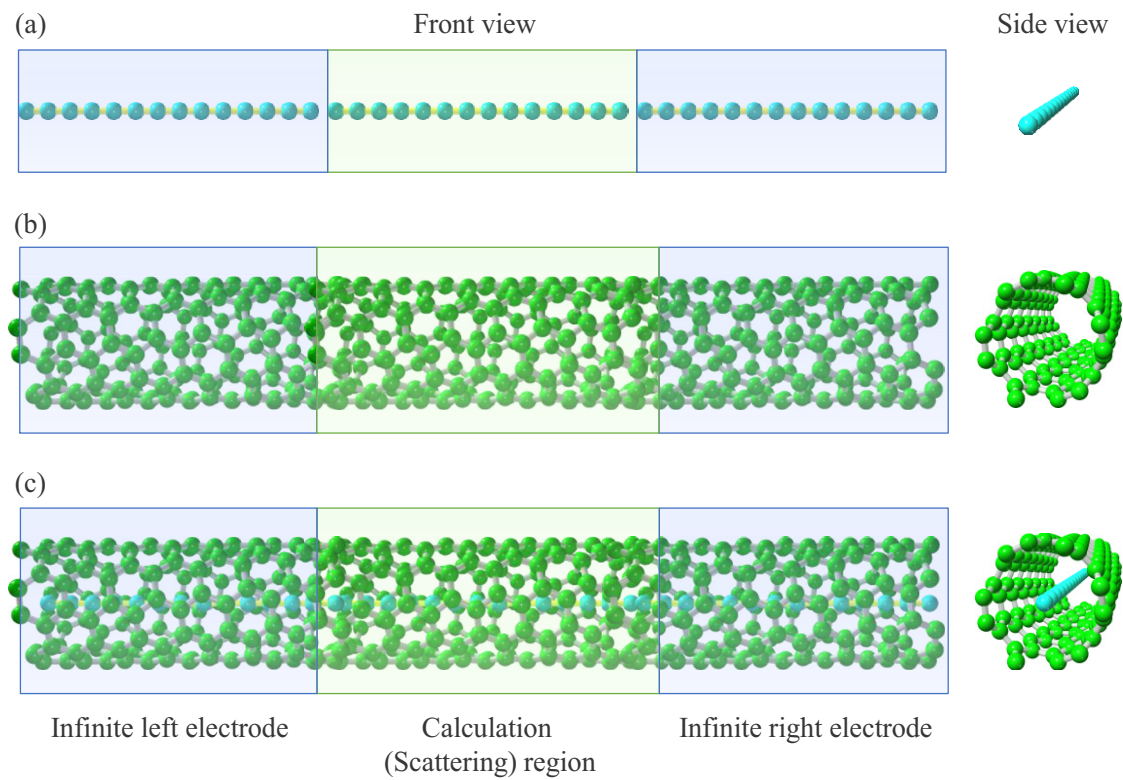 (a)
Front view
Side view
(b)
(c)
Infinite left electrode
Calculation
(Scattering) region
Infinite right electrode